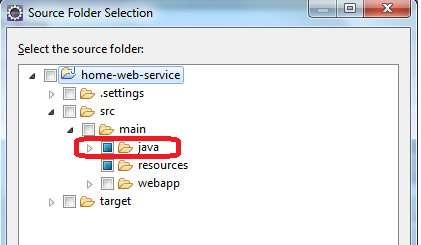 Source Folder Selection
Select the source folder:
home-web-service
.settings
src
main
java
resources
webapp
target